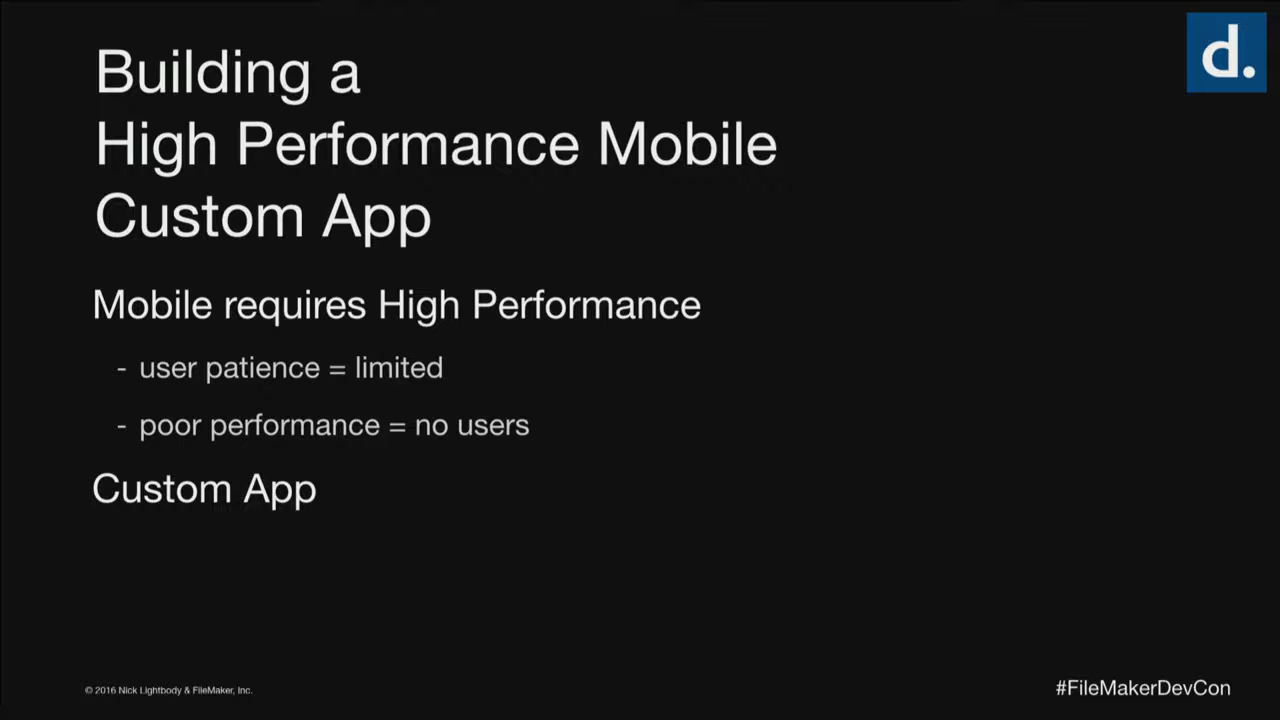 d.
Building a
High Performance Mobile
Custom App
Mobile requires High Performance
- user patience = limited
- poor performance = no users
Custom App
© 2016 Nick Lightbody & FileMaker, Inc.
#FileMakerDevCon